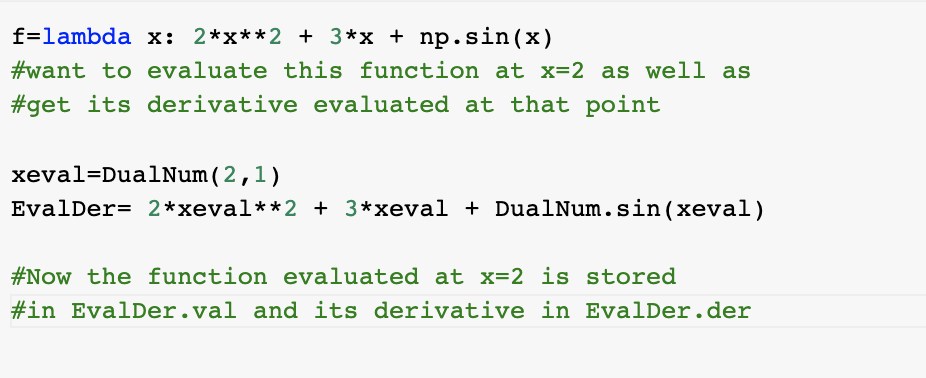 f=lambda x: 2*x**2 + 3*x + np.sin(x)
#want to evaluate this function at x=2 as well as
#get its derivative evaluated at that point
xeval=DualNum(2,1)
EvalDer= 2*xeval**2 + 3*xeval + DualNum.sin(xeval)
#Now the function evaluated at x=2 is stored
#in EvalDer.val and its derivative in EvalDer.der